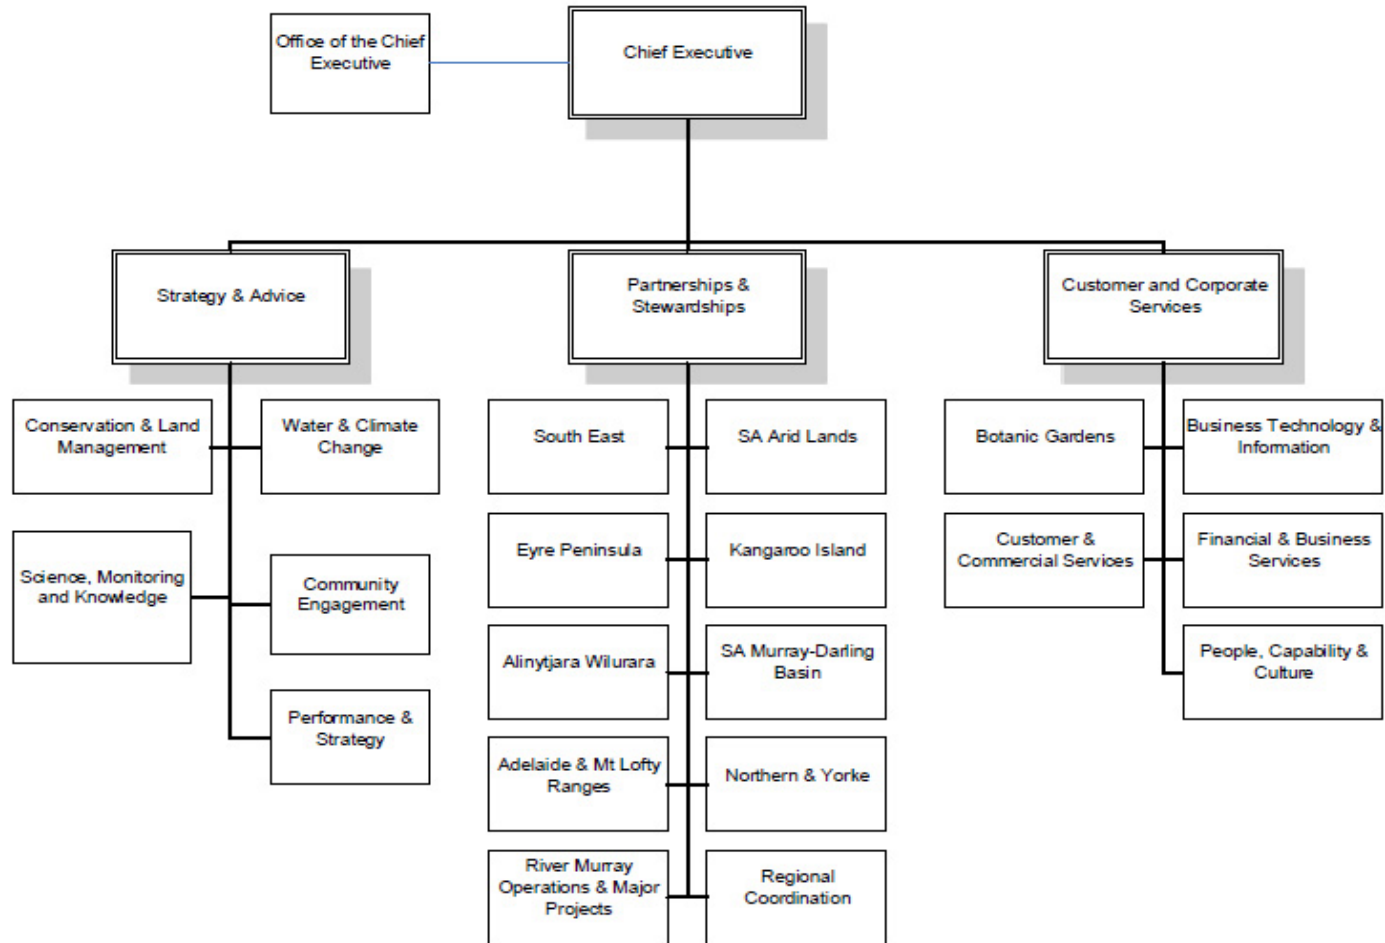 Office of the Chief
Executive
Chief Executive
Strategy & Advice
Partnerships &
Stewardships
Customer and Corporate
Services
Conservation & Land
Management
Water & Climate
Change
Science, Monitoring
and Knowledge
Community
Engagement
Performance &
Strategy
South East
SA Arid Lands
Eyre Peninsula
Kangaroo Island
Alinytjara Wilurara
SA Murray-Darling
Basin
Adelaide & Mt Lofty
Ranges
Northern & Yorke
River Murray
Operations & Major
Projects
Regional
Coordination
Botanic Gardens
Business Technology &
Information
Customer &
Commercial Services
Financial & Business
Services
People, Capability &
Culture